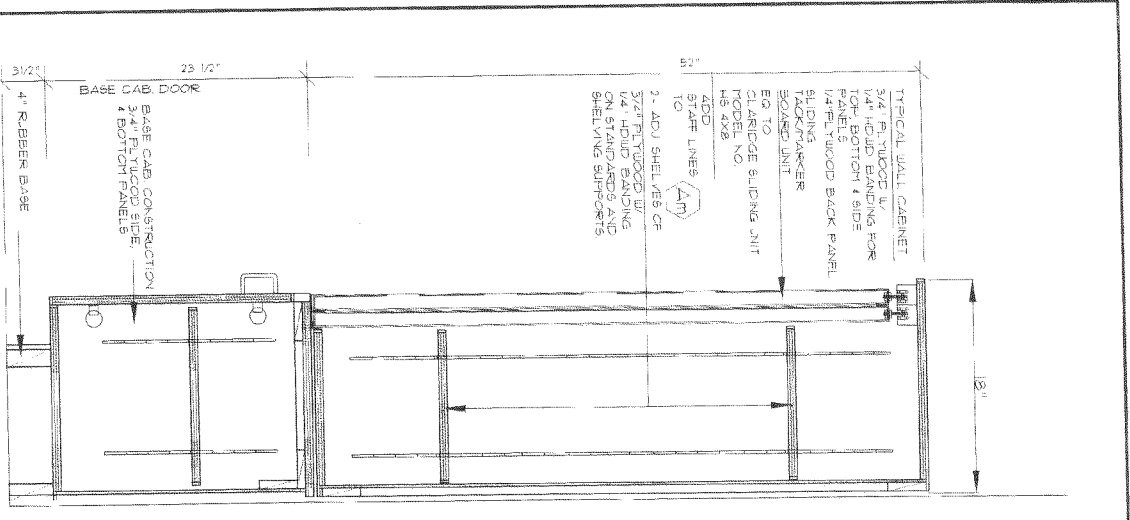 TYPICAL WALL CABINET
3/4" PLYWOOD W/
1/4" HDWD BANDING FOR
TOP, BOTTOM & SIDE
PANELS
1/4" PLYWOOD BACK PANEL
SLIDING
TACK/MARKER
BOARD UNIT
EQ TO
CLARIDGE SLIDING UNIT
MODEL NO.
HS 4X8
ADD
STAFF LINES
TO
Am
2- ADJ SHELVES OF
3/4" PLYWOOD W/
1/4" HDWD BANDING
ON STANDARDS AND
SHELVING SUPPORTS.
BASE CAB. CONSTRUCTION
3/4" PLYWOOD SIDE,
& BOTTOM PANELS
4" RUBBER BASE
3 1/2"
23 1/2"
BASE CAB. DOOR
52"
18"